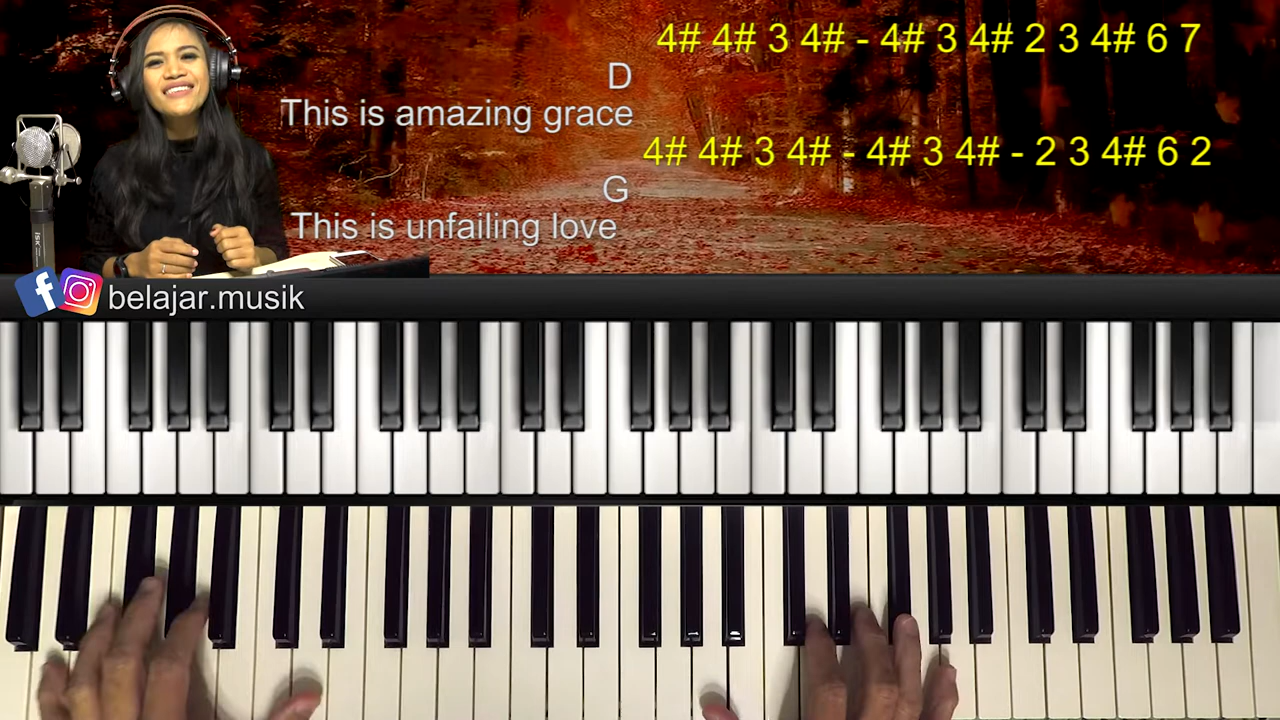 4# 4# 3 4# - 4# 3 4# 2 3 4# 6 7
D
This is amazing grace
4# 4# 3 4# - 4# 3 4# - 2 3 4# 6 2
G
This is unfailing love
iSK
belajar.musik